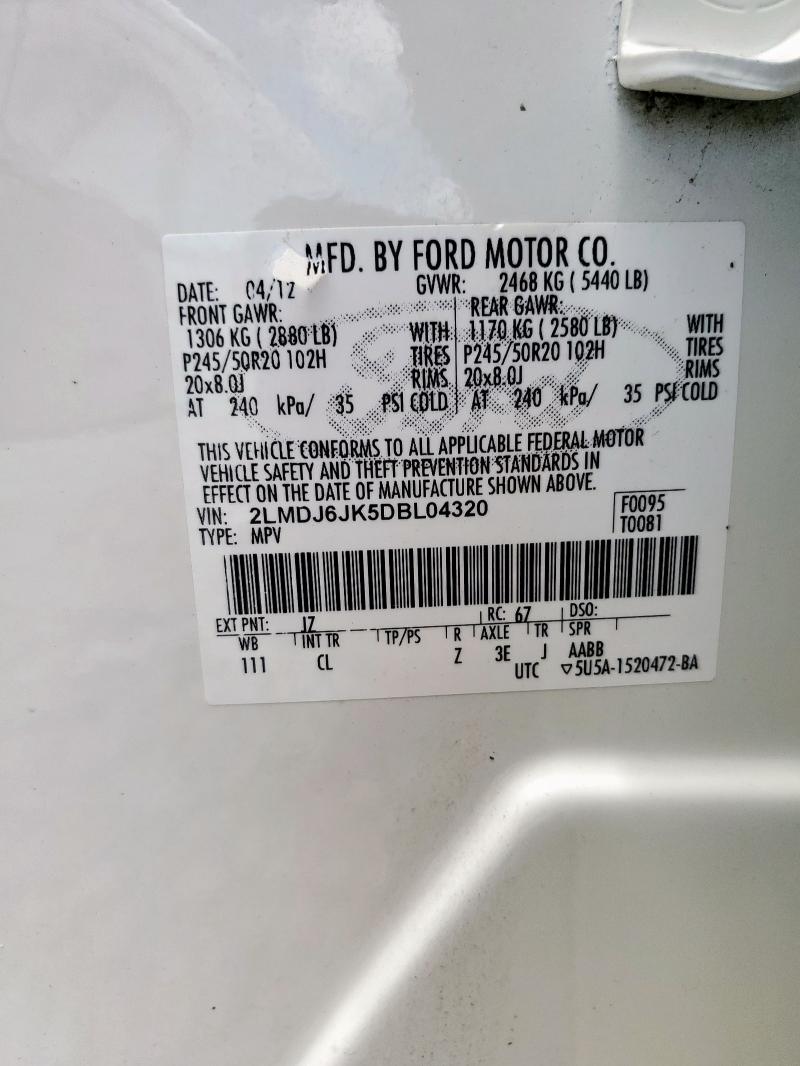 MFD. BY FORD MOTOR CO.
DATE: 04/12 GVWR: 2468 KG ( 5440 LB)
FRONT GAWR: REAR GAWR:
1306 KG ( 2880 LB) WITH 1170 KG ( 2580 LB) WITH
P245/50R20 102H TIRES P245/50R20 102H TIRES
20x8.0J RIMS 20x8.0J RIMS
AT 240 kPa/ 35 PSI COLD AT 240 kPa/ 35 PSI COLD
Ford
THIS VEHICLE CONFORMS TO ALL APPLICABLE FEDERAL MOTOR
VEHICLE SAFETY AND THEFT PREVENTION STANDARDS IN
EFFECT ON THE DATE OF MANUFACTURE SHOWN ABOVE.
VIN: 2LMDJ6JK5DBL04320 F0095
TYPE: MPV T0081
EXT PNT: JZ RC: 67 DSO:
WB INT TR TP/PS R AXLE TR SPR
111 CL Z 3E J AABB
UTC ▽5U5A-1520472-BA